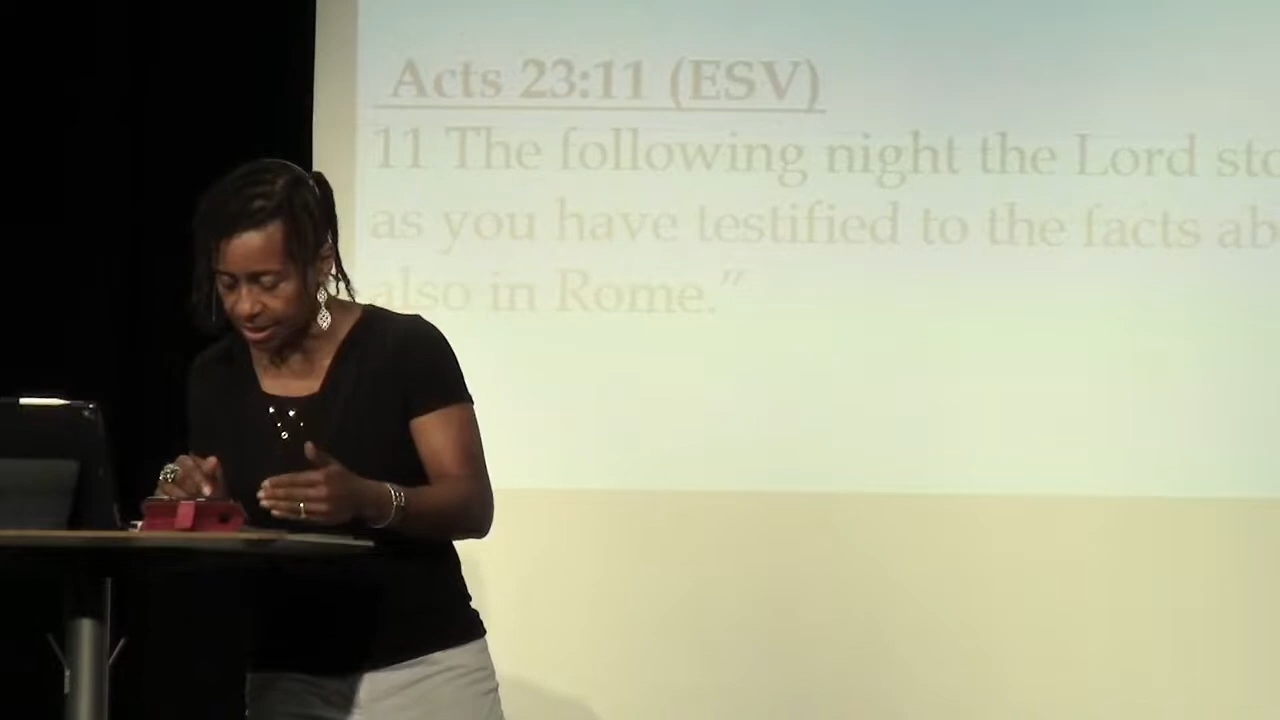 Acts 23:11 (ESV)
11 The following night the Lord sto
as you have testified to the facts ab
also in Rome.”